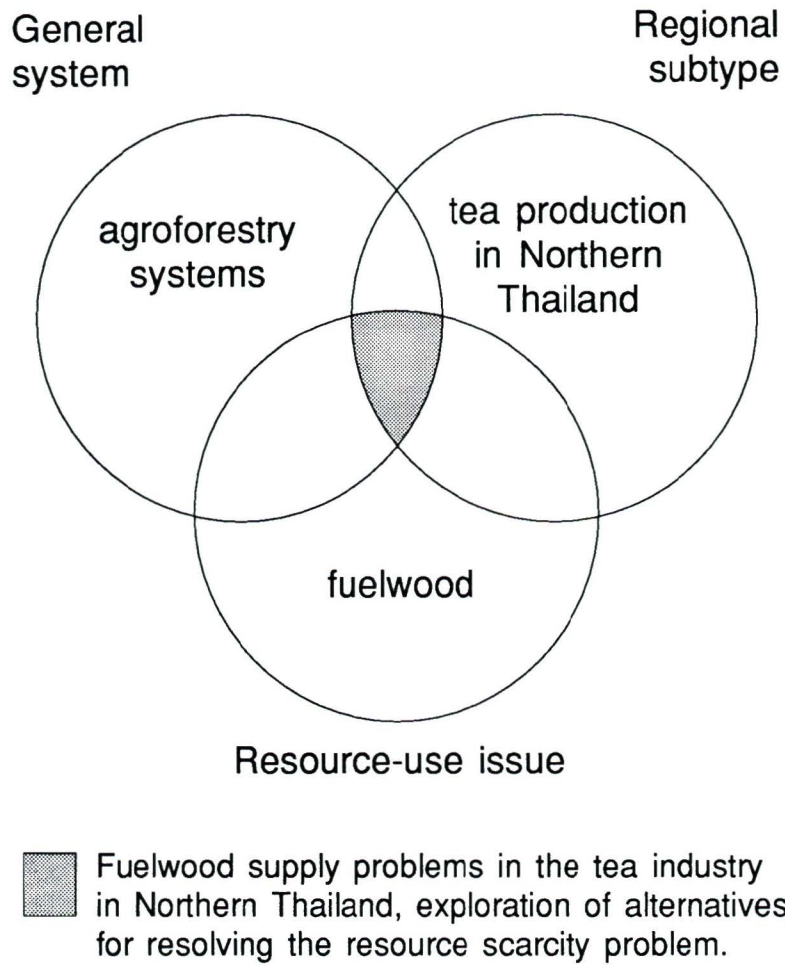 General
system
Regional
subtype
agroforestry
systems
tea production
in Northern
Thailand
fuelwood
Resource-use issue
Fuelwood supply problems in the tea industry
in Northern Thailand, exploration of alternatives
for resolving the resource scarcity problem.